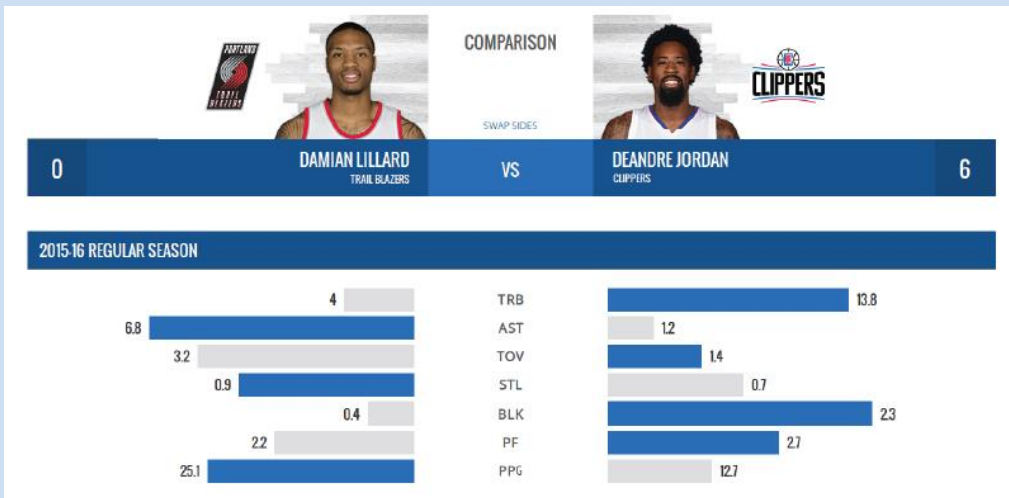 COMPARISON
PORTLAND
TRAIL BLAZERS
CLIPPERS
SWAP SIDES
0 DAMIAN LILLARD VS DEANDRE JORDAN 6
TRAIL BLAZERS CLIPPERS
2015-16 REGULAR SEASON
4 TRB 13.8
6.8 AST 1.2
3.2 TOV 1.4
0.9 STL 0.7
0.4 BLK 2.3
2.2 PF 2.7
25.1 PPG 12.7